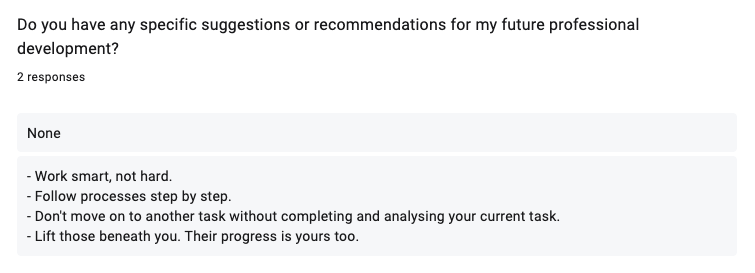 Do you have any specific suggestions or recommendations for my future professional
development?
2 responses
None
- Work smart, not hard.
- Follow processes step by step.
- Don't move on to another task without completing and analysing your current task.
- Lift those beneath you. Their progress is yours too.